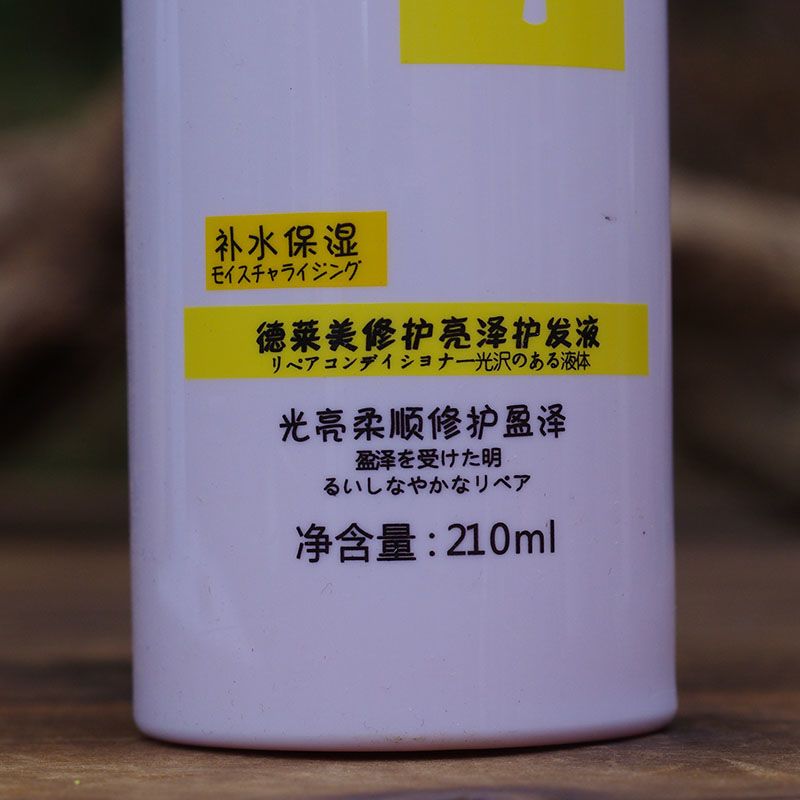 补水保湿
モイスチャライジング
德莱美修护亮泽护发液
リペアコンデイショナー光沢のある液体
光亮柔顺修护盈泽
盈泽を受けた明
るいしなやかなリペア
净含量:210ml